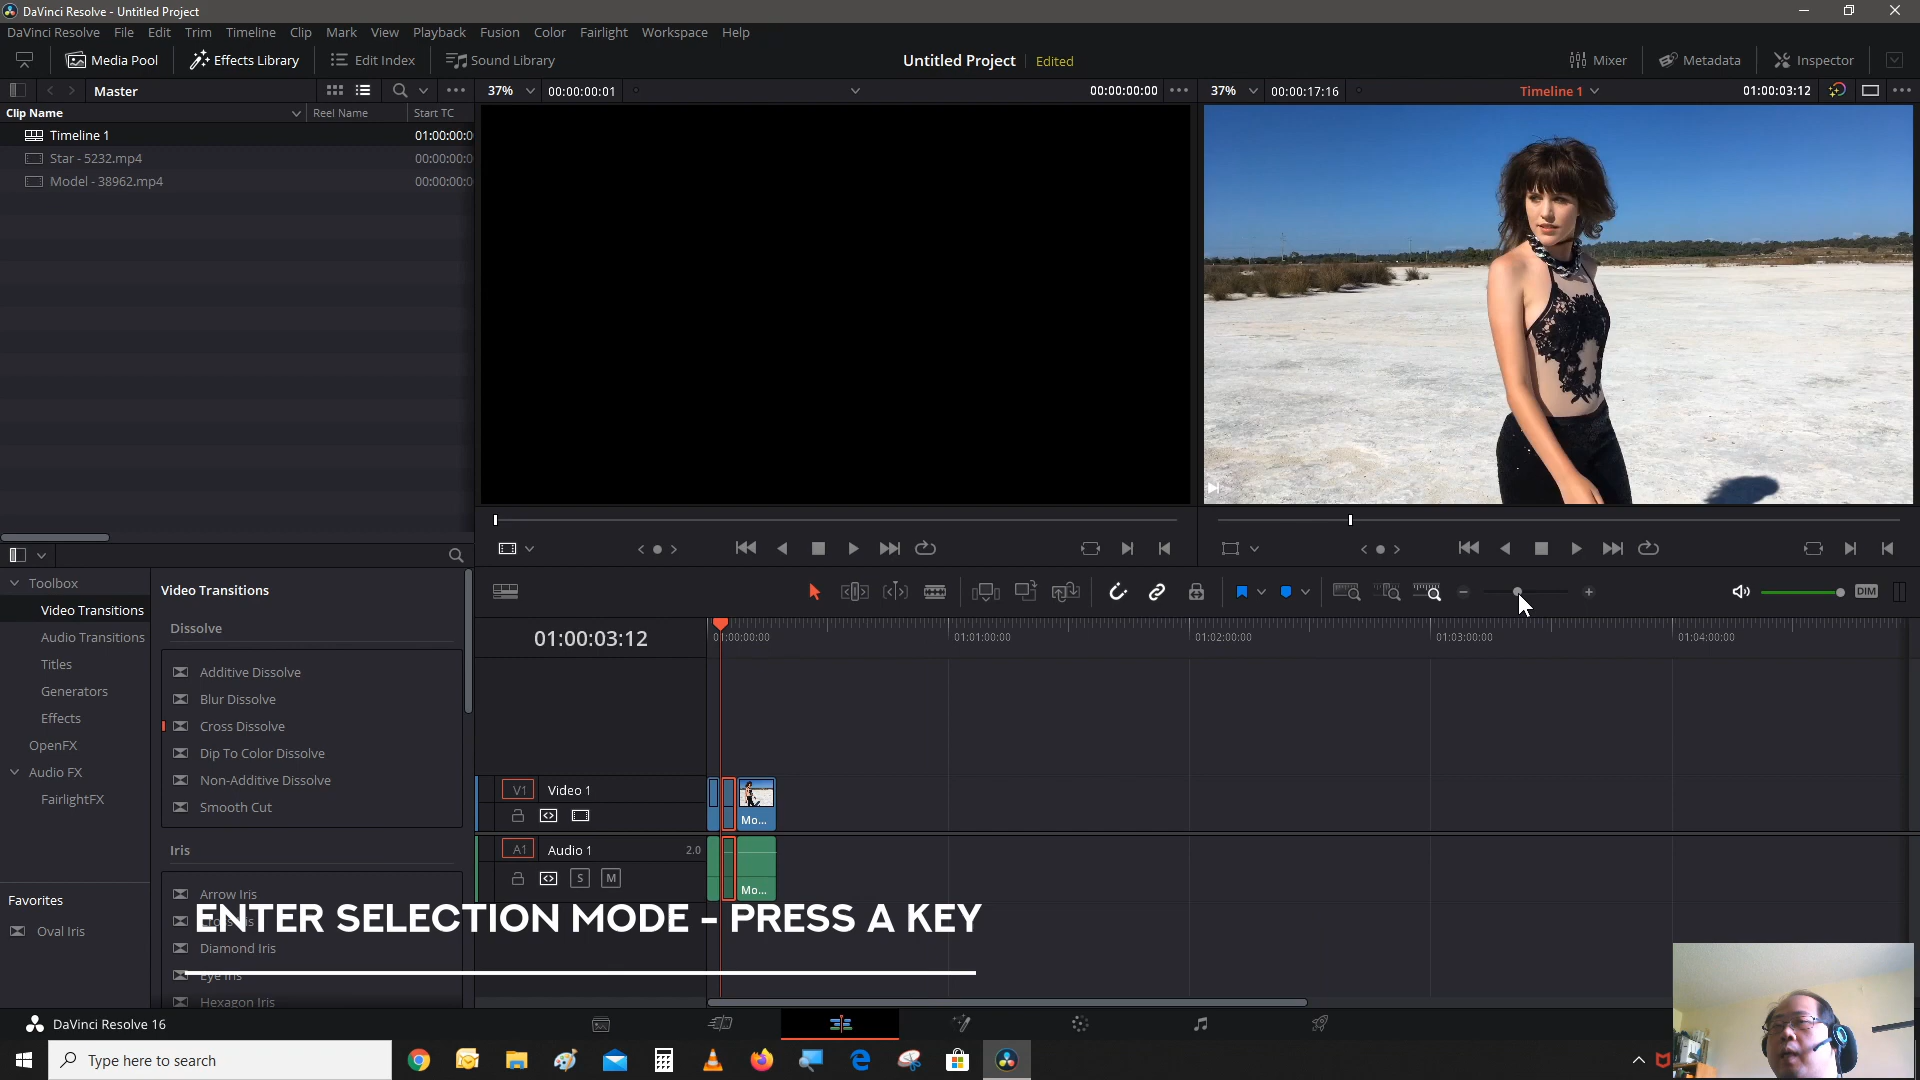 DaVinci Resolve - Untitled Project
DaVinci Resolve File Edit Trim Timeline Clip Mark View Playback Fusion Color Fairlight Workspace Help
Media Pool Effects Library Edit Index Sound Library Untitled Project Edited Mixer Metadata Inspector
Master 37% 00:00:00:01 00:00:00:00 37% 00:00:17:16 Timeline 1 01:00:03:12
Clip Name Reel Name Start TC
Timeline 1 01:00:00:0
Star - 5232.mp4 00:00:00:0
Model - 38962.mp4 00:00:00:0
Toolbox
Video Transitions
Audio Transitions
Titles
Generators
Effects
OpenFX
Audio FX
FairlightFX
Favorites
Oval Iris
Video Transitions
Dissolve
Additive Dissolve
Blur Dissolve
Cross Dissolve
Dip To Color Dissolve
Non-Additive Dissolve
Smooth Cut
Iris
Arrow Iris
Diamond Iris
Eye Iris
Hexagon Iris
DIM
01:00:03:12 01:00:00:00 01:01:00:00 01:02:00:00 01:03:00:00 01:04:00:00
V1 Video 1
Mo...
A1 Audio 1 2.0
S M
Mo...
ENTER SELECTION MODE - PRESS A KEY
DaVinci Resolve 16
Type here to search